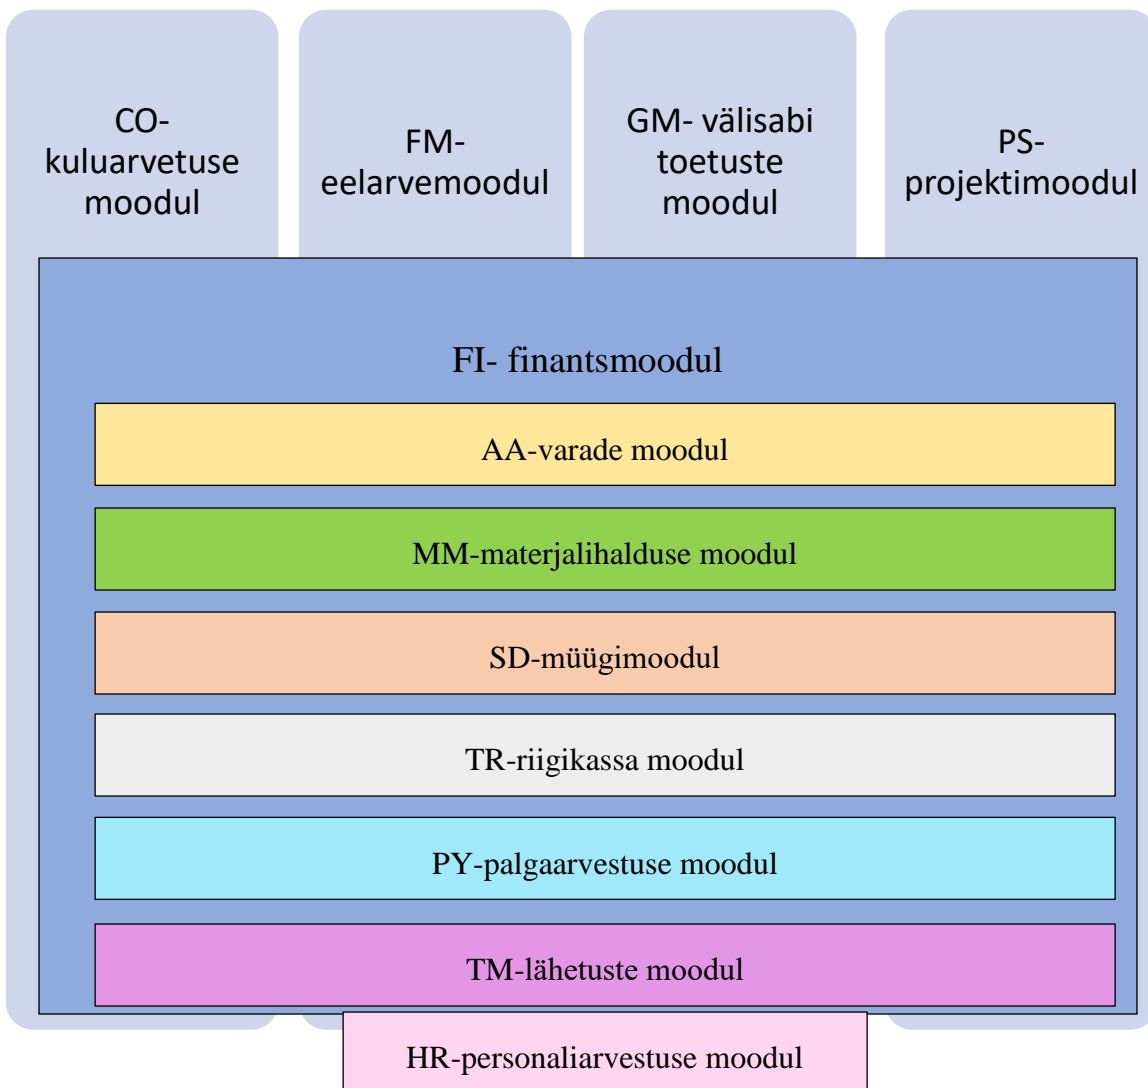 CO-
kuluarvetuse
moodul
FM-
eelarvemoodul
GM- välisabi
toetuste
moodul
PS-
projektimoodul
FI- finantsmoodul
AA-varade moodul
MM-materjalihalduse moodul
SD-müügimoodul
TR-riigikassa moodul
PY-palgaarvestuse moodul
TM-lähetuste moodul
HR-personaliarvestuse moodul